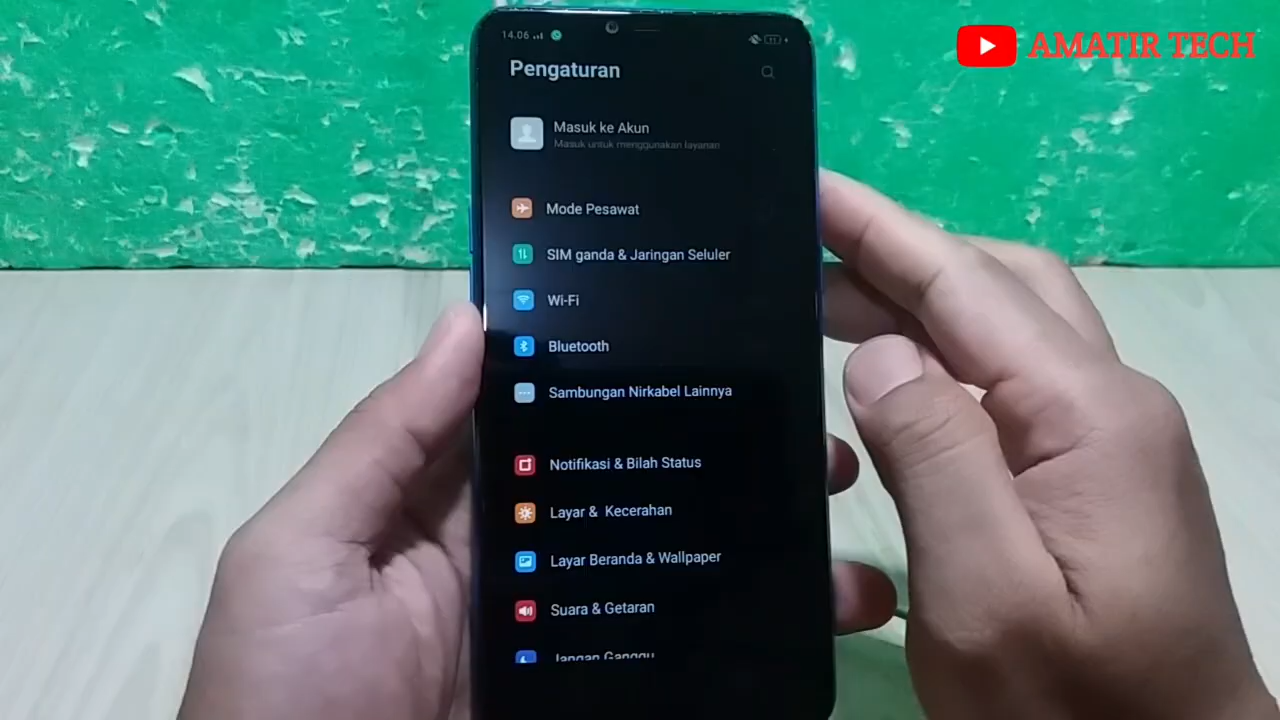 14.06
AMATIR TECH
Pengaturan
Masuk ke Akun
Masuk untuk menggunakan layanan
Mode Pesawat
SIM ganda & Jaringan Seluler
Wi-Fi
Bluetooth
Sambungan Nirkabel Lainnya
Notifikasi & Bilah Status
Layar & Kecerahan
Layar Beranda & Wallpaper
Suara & Getaran
Jangan Ganggu